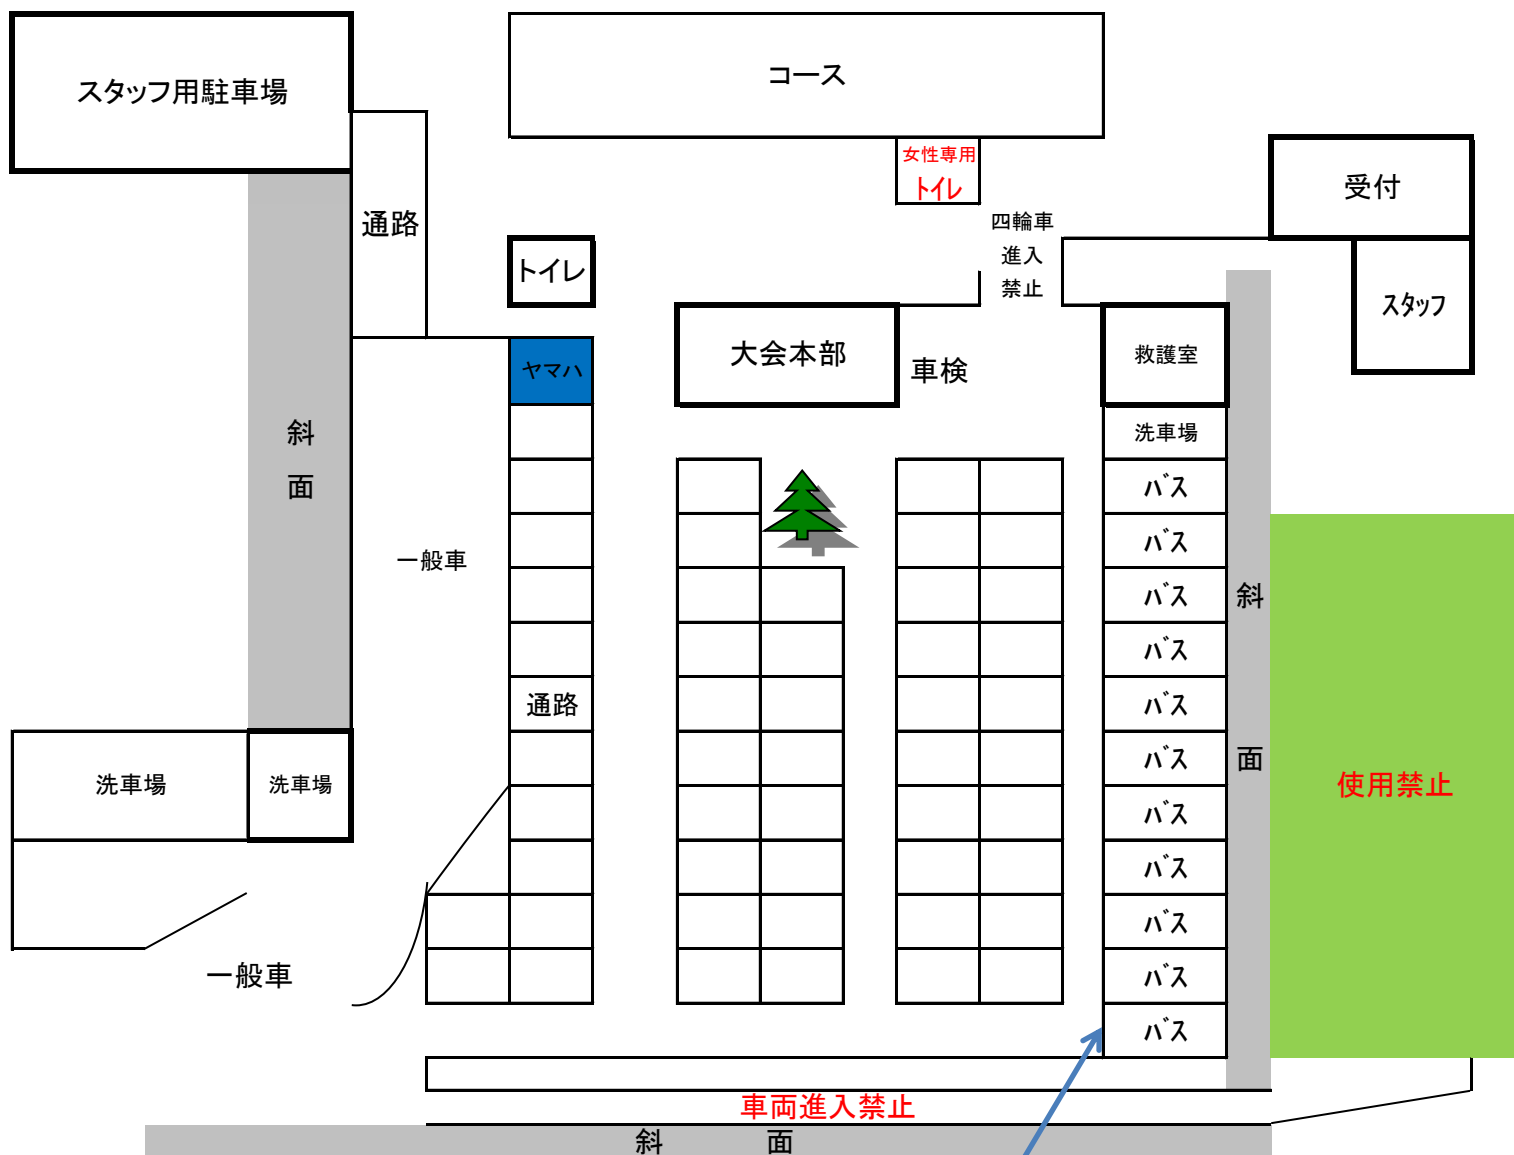 スタッフ用駐車場
コース
女性専用
トイレ
受付
通路
四輪車
進入
禁止
トイレ
スタッフ
大会本部
車検
救護室
ヤマハ
洗車場
斜
面
バス
バス
一般車
バス
斜
バス
通路
バス
バス
面
洗車場
洗車場
使用禁止
バス
バス
バス
一般車
バス
バス
車両進入禁止
斜 面